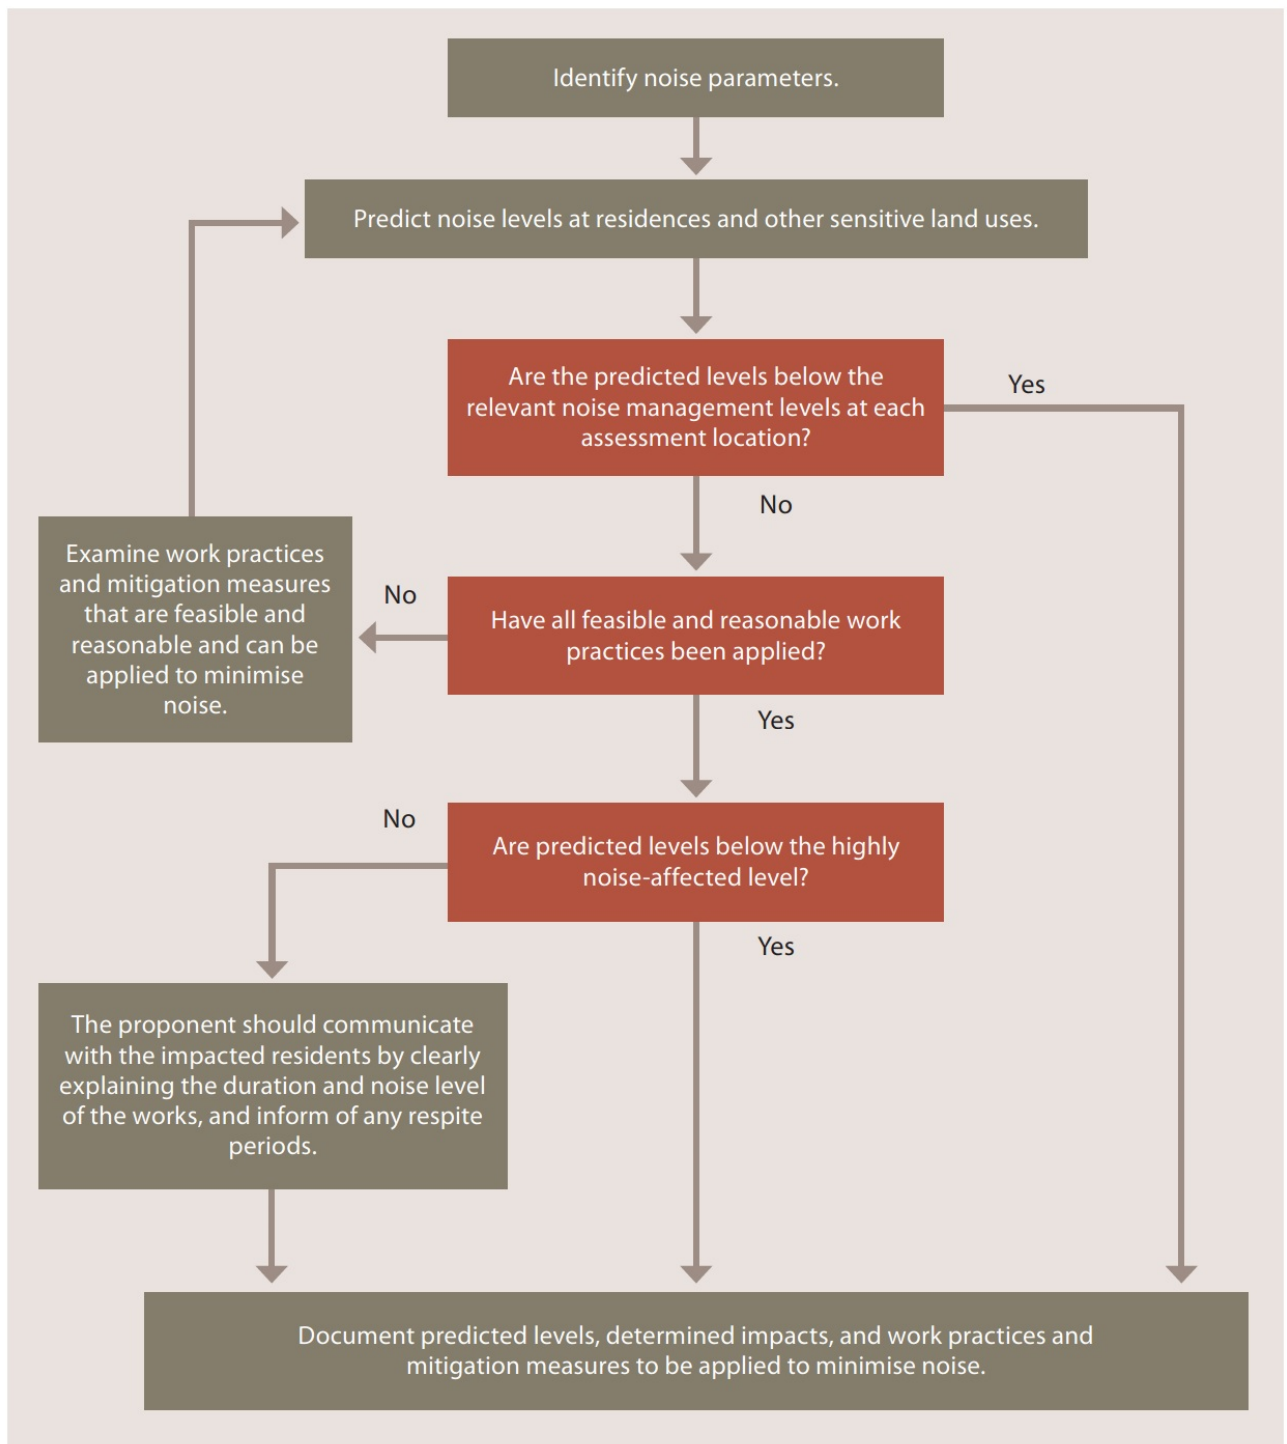 Identify noise parameters.
Predict noise levels at residences and other sensitive land uses.
Are the predicted levels below the
relevant noise management levels at each
assessment location?
Yes
No
Examine work practices
and mitigation measures
that are feasible and
reasonable and can be
applied to minimise
noise.
No
Have all feasible and reasonable work
practices been applied?
Yes
No
Are predicted levels below the highly
noise-affected level?
Yes
The proponent should communicate
with the impacted residents by clearly
explaining the duration and noise level
of the works, and inform of any respite
periods.
Document predicted levels, determined impacts, and work practices and
mitigation measures to be applied to minimise noise.